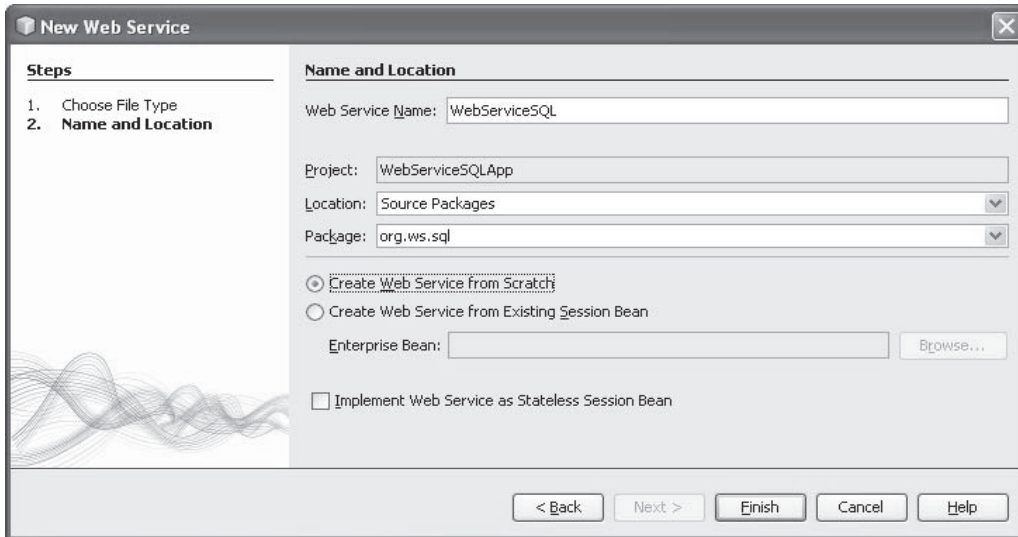 New Web Service
Steps
1. Choose File Type
2. Name and Location
Name and Location
Web Service Name: WebServiceSQL
Project: WebServiceSQLApp
Location: Source Packages
Package: org.ws.sql
Create Web Service from Scratch
Create Web Service from Existing Session Bean
Enterprise Bean: Browse...
Implement Web Service as Stateless Session Bean
< Back Next > Finish Cancel Help